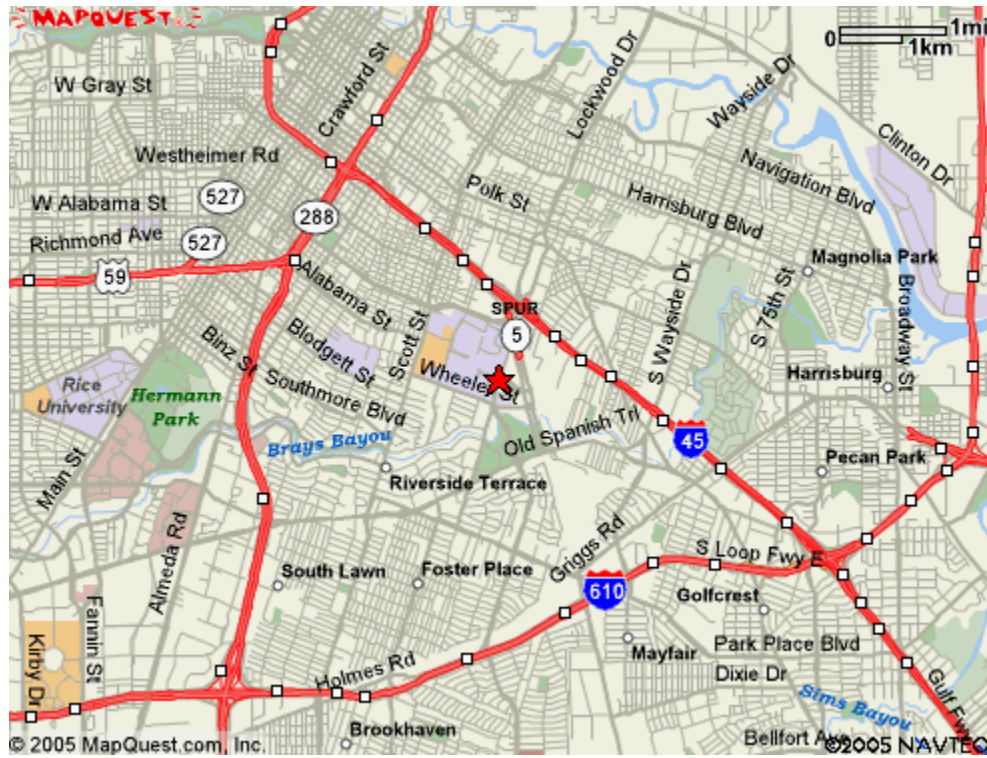 MAPQUEST
0 1mi
1km
W Gray St
Crawford St
Lockwood Dr
Wayside Dr
Clinton Dr
Westheimer Rd
Navigation Blvd
Polk St
Harrisburg Blvd
W Alabama St
527
288
Richmond Ave
527
Magnolia Park
59
Alabama St
S Wayside Dr
S 75th St
Broadway St
SPUR
5
Binz St
Blodgett St
Scott St
Wheeler St
Harrisburg
Rice
University
Hermann
Park
Southmore Blvd
Brays Bayou
Old Spanish Trl
45
Main St
Riverside Terrace
Pecan Park
Almeda Rd
Griggs Rd
S Loop Fwy E
South Lawn
Foster Place
610
Golfcrest
Fannin St
Kirby Dr
Holmes Rd
Mayfair
Park Place Blvd
Dixie Dr
Gulf Fwy
Sims Bayou
Brookhaven
Bellfort Ave
© 2005 MapQuest.com, Inc.
©2005 NAVTEQ